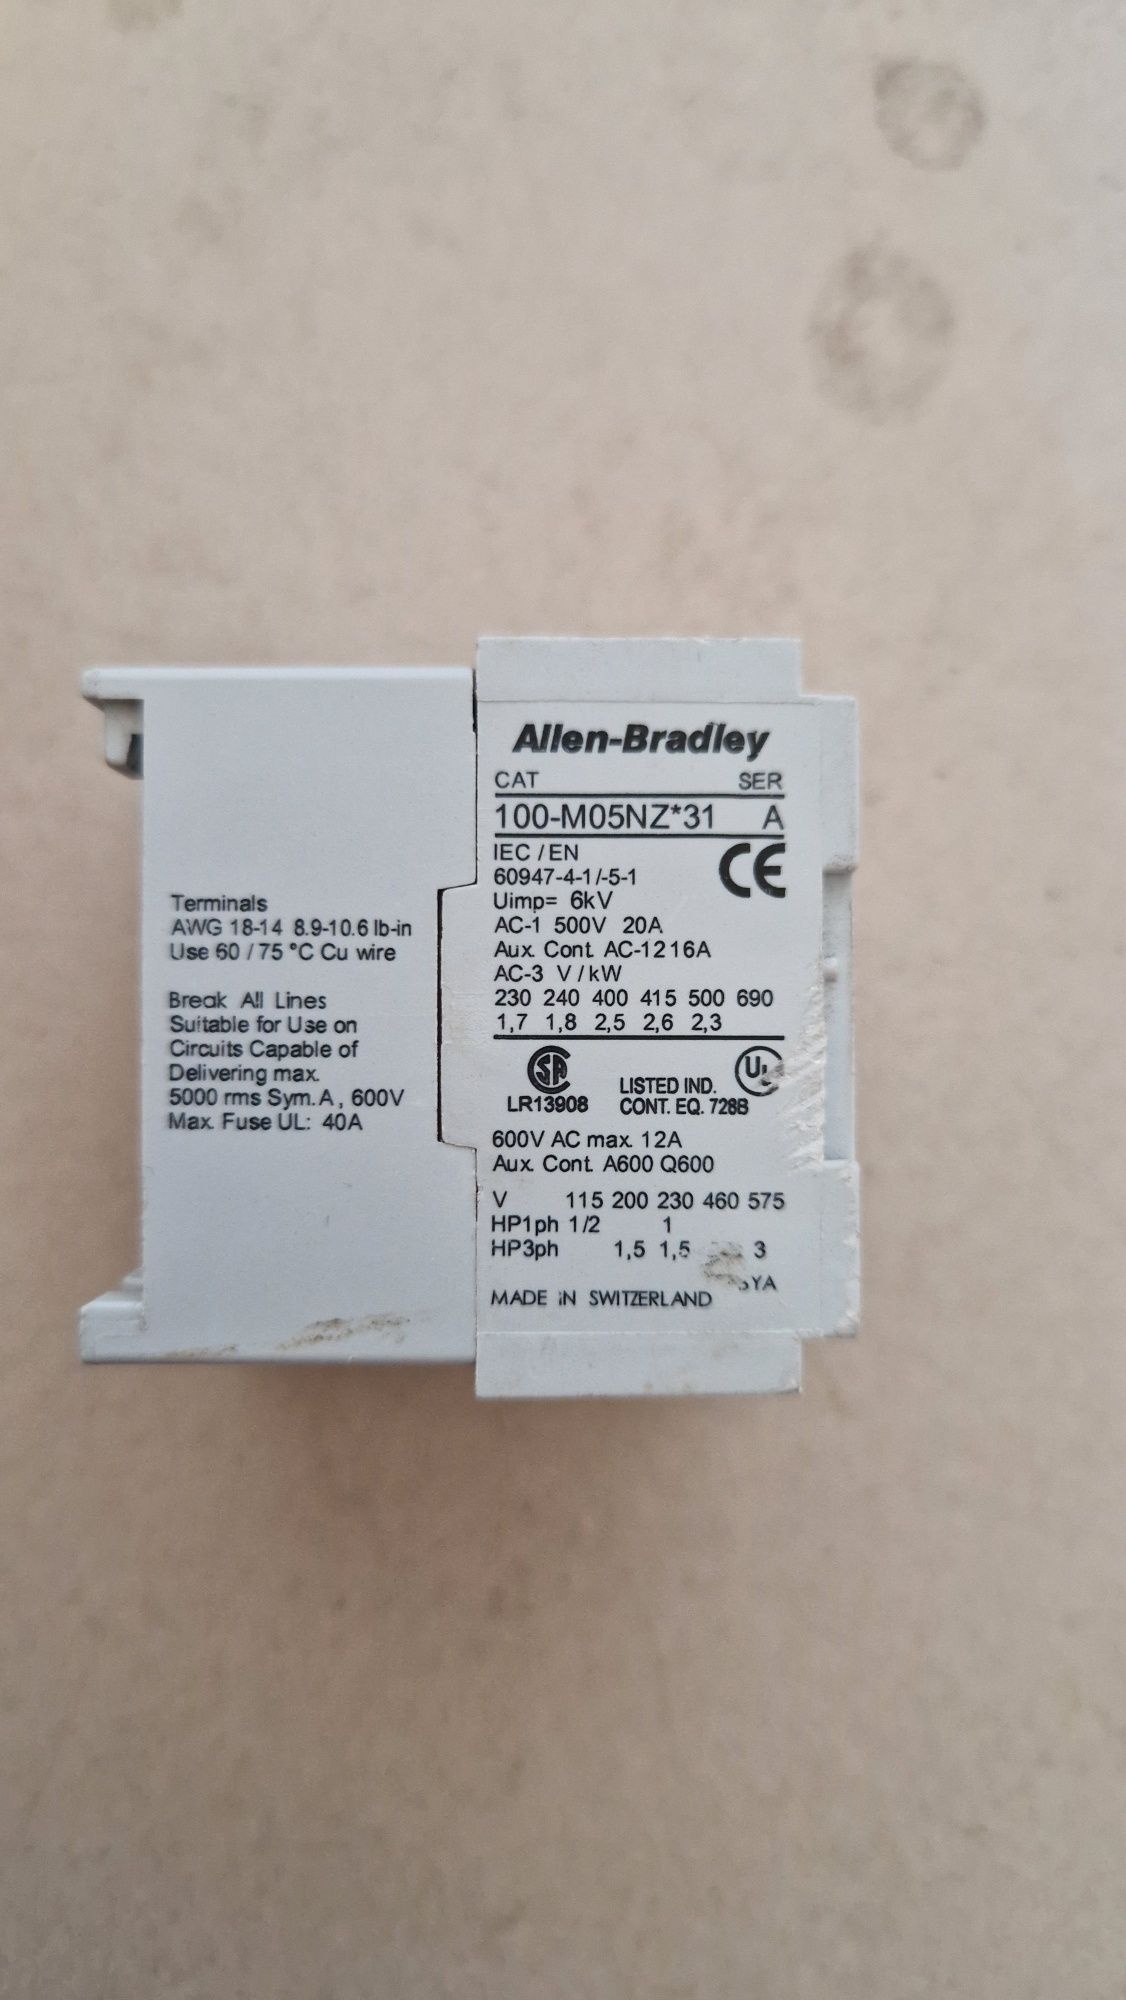 Terminals
AWG 18-14 8.9-10.6 lb-in
Use 60 / 75 °C Cu wire
Break All Lines
Suitable for Use on
Circuits Capable of
Delivering max.
5000 rms Sym. A , 600V
Max. Fuse UL: 40A
Allen-Bradley
CAT SER
100-M05NZ*31 A
IEC / EN CE
60947-4-1/-5-1
Uimp= 6kV
AC-1 500V 20A
Aux. Cont. AC-12 16A
AC-3 V / kW
230 240 400 415 500 690
1,7 1,8 2,5 2,6 2,3
SA UL
LR13908
LISTED IND.
CONT. EQ. 728B
600V AC max. 12A
Aux. Cont. A600 Q600
V 115 200 230 460 575
HP1ph 1/2 1
HP3ph 1,5 1,5 3
MADE IN SWITZERLAND